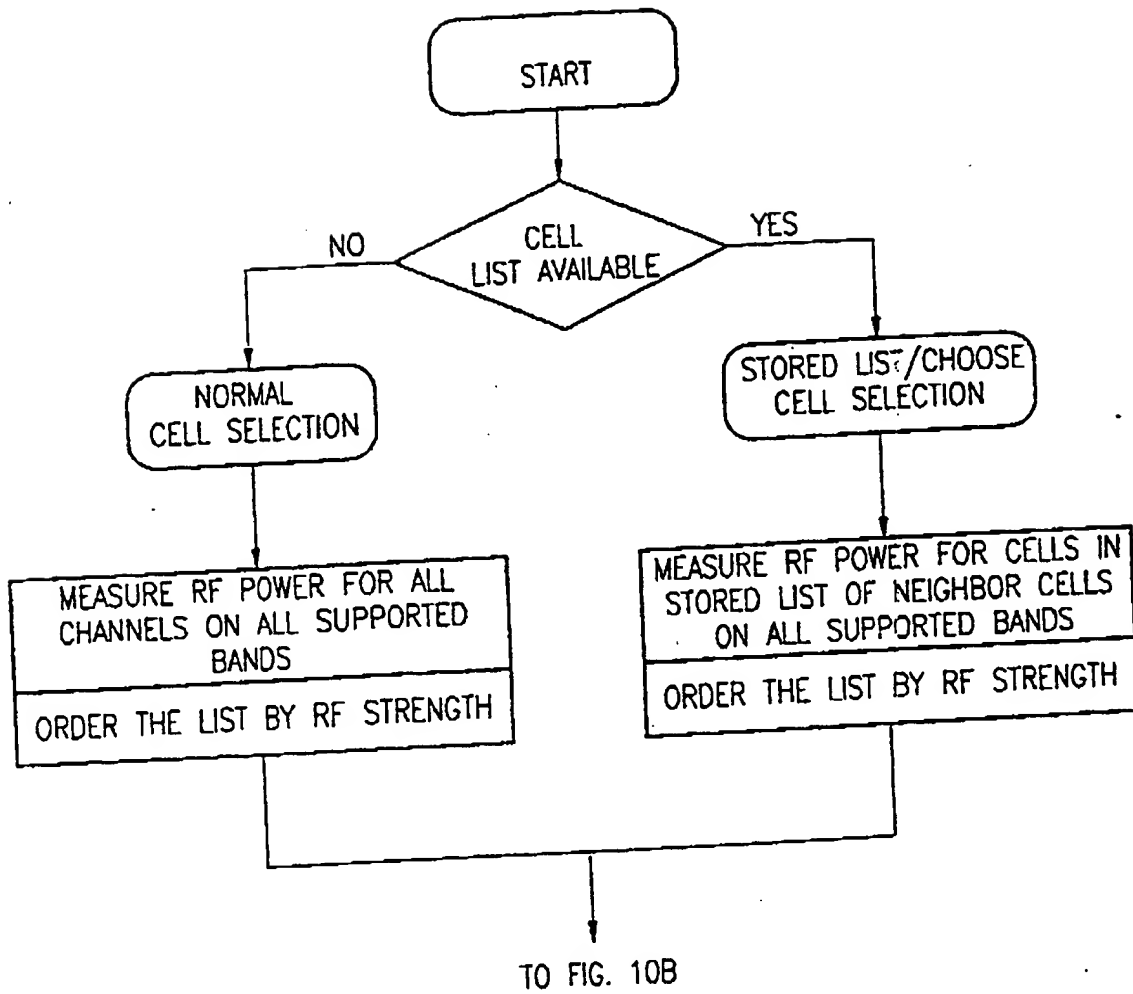 START
CELL
LIST AVAILABLE
NO
YES
NORMAL
CELL SELECTION
STORED LIST/CHOOSE
CELL SELECTION
MEASURE RF POWER FOR ALL
CHANNELS ON ALL SUPPORTED
BANDS
ORDER THE LIST BY RF STRENGTH
MEASURE RF POWER FOR CELLS IN
STORED LIST OF NEIGHBOR CELLS
ON ALL SUPPORTED BANDS
ORDER THE LIST BY RF STRENGTH
TO FIG. 10B